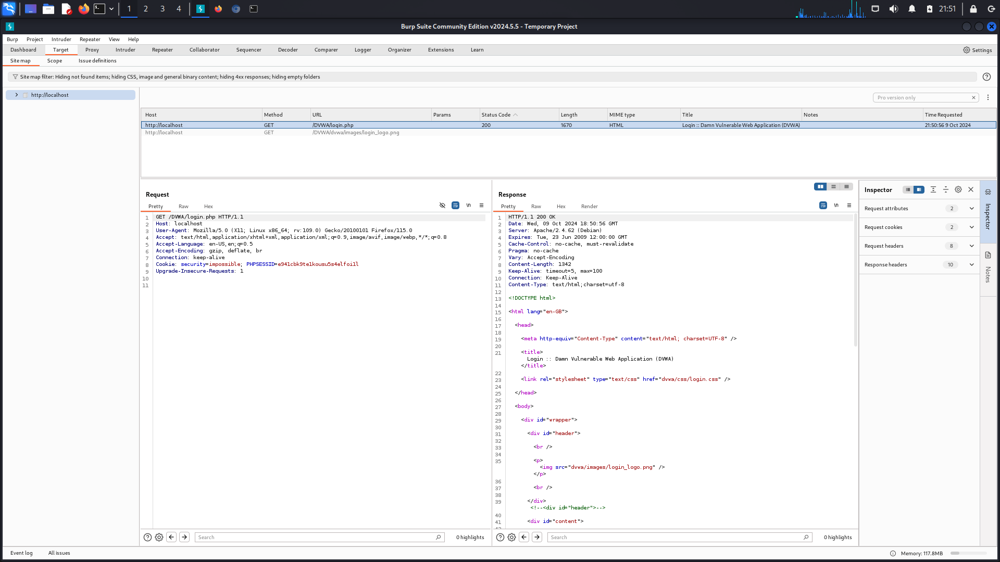 1 2 3 4 21:51
Burp Suite Community Edition v2024.5.5 - Temporary Project
Burp Project Intruder Repeater View Help
Dashboard Target Proxy Intruder Repeater Collaborator Sequencer Decoder Comparer Logger Organizer Extensions Learn Settings
Site map Scope Issue definitions
Site map filter: Hiding not found items; hiding CSS, image and general binary content; hiding 4xx responses; hiding empty folders
http://localhost
Pro version only
Host Method URL Params Status Code Length MIME type Title Notes Time Requested
http://localhost GET /DVWA/login.php 200 1670 HTML Login :: Damn Vulnerable Web Application (DVWA) 21:50:56 9 Oct 2024
http://localhost GET /DVWA/dvwa/images/login_logo.png
Request
Pretty Raw Hex
\n
1 GET /DVWA/login.php HTTP/1.1
2 Host: localhost
3 User-Agent: Mozilla/5.0 (X11; Linux x86_64; rv:109.0) Gecko/20100101 Firefox/115.0
4 Accept: text/html,application/xhtml+xml,application/xml;q=0.9,image/avif,image/webp,*/*;q=0.8
5 Accept-Language: en-US,en;q=0.5
6 Accept-Encoding: gzip, deflate, br
7 Connection: keep-alive
8 Cookie: security=impossible; PHPSESSID=e941cbk9te1kousu5s4elfoi1l
9 Upgrade-Insecure-Requests: 1
10
11
Search
0 highlights
Response
Pretty Raw Hex Render
\n
1 HTTP/1.1 200 OK
2 Date: Wed, 09 Oct 2024 18:50:56 GMT
3 Server: Apache/2.4.62 (Debian)
4 Expires: Tue, 23 Jun 2009 12:00:00 GMT
5 Cache-Control: no-cache, must-revalidate
6 Pragma: no-cache
7 Vary: Accept-Encoding
8 Content-Length: 1342
9 Keep-Alive: timeout=5, max=100
10 Connection: Keep-Alive
11 Content-Type: text/html;charset=utf-8
12
13 <!DOCTYPE html>
14
15 <html lang="en-GB">
16
17 <head>
18
19 <meta http-equiv="Content-Type" content="text/html; charset=UTF-8" />
20
21 <title>
Login :: Damn Vulnerable Web Application (DVWA)
</title>
22
23 <link rel="stylesheet" type="text/css" href="dvwa/css/login.css" />
24
25 </head>
26
27 <body>
28
29 <div id="wrapper">
30
31 <div id="header">
32
33 <br />
34
35 <p>
<img src="dvwa/images/login_logo.png" />
</p>
36
37 <br />
38
39 </div>
<!--<div id="header">-->
40
41 <div id="content">
Search
0 highlights
Inspector
Request attributes 2
Request cookies 2
Request headers 8
Response headers 10
Inspector
Notes
Event log All issues
Memory: 117.8MB